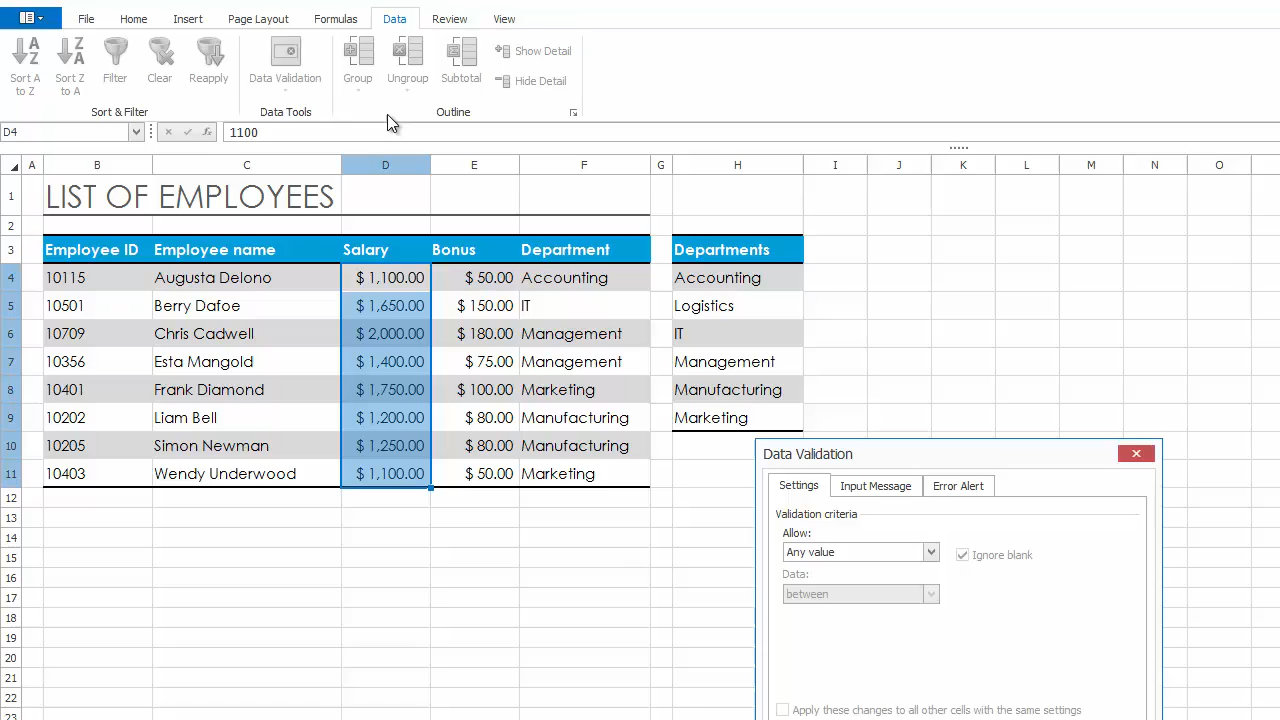 File Home Insert Page Layout Formulas Data Review View
Sort A to Z Sort Z to A Filter Clear Reapply Data Validation Group Ungroup Subtotal Show Detail
Hide Detail
Sort & Filter Data Tools Outline
D4 1100
A B C D E F G H I J K L M N O
1 LIST OF EMPLOYEES
2
3 Employee ID Employee name Salary Bonus Department Departments
4 10115 Augusta Delono $ 1,100.00 $ 50.00 Accounting Accounting
5 10501 Berry Dafoe $ 1,650.00 $ 150.00 IT Logistics
6 10709 Chris Cadwell $ 2,000.00 $ 180.00 Management IT
7 10356 Esta Mangold $ 1,400.00 $ 75.00 Management Management
8 10401 Frank Diamond $ 1,750.00 $ 100.00 Marketing Manufacturing
9 10202 Liam Bell $ 1,200.00 $ 80.00 Manufacturing Marketing
10 10205 Simon Newman $ 1,250.00 $ 80.00 Manufacturing
11 10403 Wendy Underwood $ 1,100.00 $ 50.00 Marketing
12
13
14
15
16
17
18
19
20
21
22
23
Data Validation
Settings Input Message Error Alert
Validation criteria
Allow:
Any value Ignore blank
Data:
between
Apply these changes to all other cells with the same settings